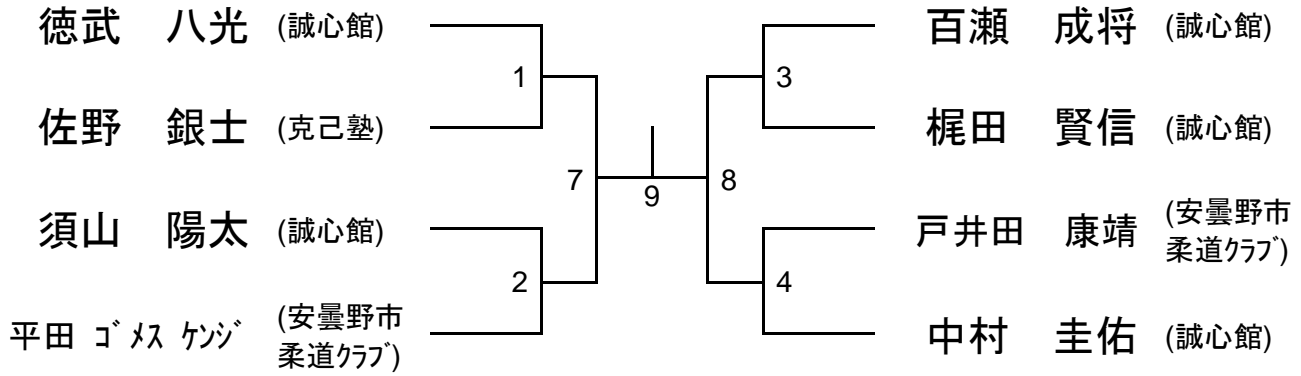 徳武　八光 (誠心館)
1
佐野　銀士 (克己塾)
7
須山　陽太 (誠心館)
2
平田 ｺﾞﾒｽ ｹﾝｼﾞ (安曇野市
柔道ｸﾗﾌﾞ)
9
百瀬　成将 (誠心館)
3
梶田　賢信 (誠心館)
8
戸井田　康靖 (安曇野市
柔道ｸﾗﾌﾞ)
4
中村　圭佑 (誠心館)